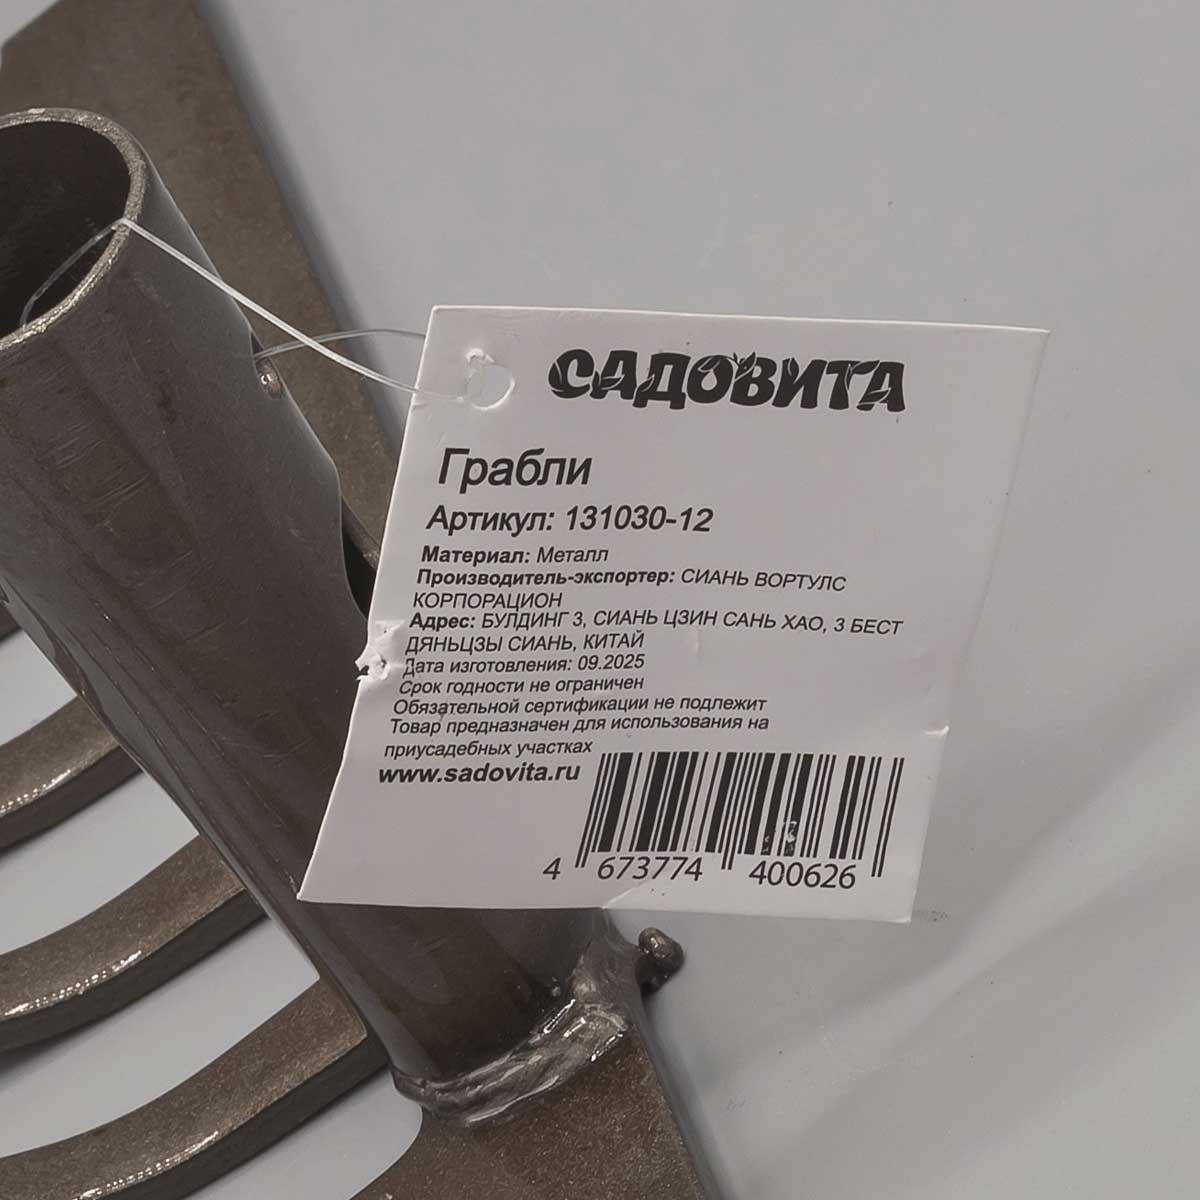 САДОВИТА
Грабли
Артикул: 131030-12
Материал: Металл
Производитель-экспортер: СИАНЬ ВОРТУЛС
КОРПОРАЦИОН
Адрес: БУЛДИНГ 3, СИАНЬ ЦЗИН САНЬ ХАО, 3 БЕСТ
ДЯНЬЦЗЫ СИАНЬ, КИТАЙ
Дата изготовления: 09.2025
Срок годности не ограничен
Обязательной сертификации не подлежит
Товар предназначен для использования на
приусадебных участках
www.sadovita.ru
4 673774 400626